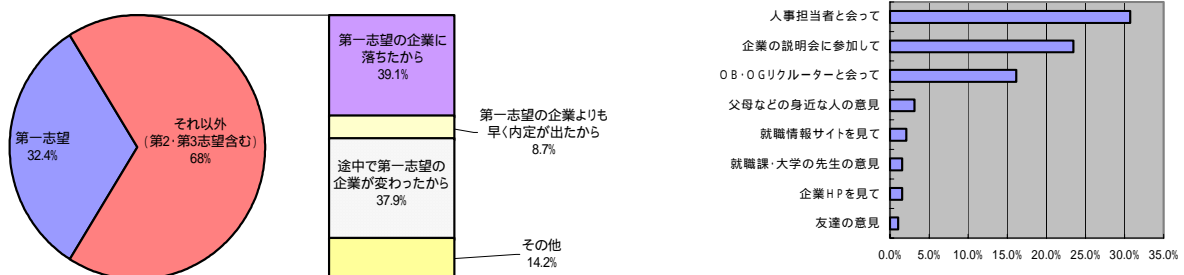 第一志望
32.4%
それ以外
(第2・第3志望含む)
68%
第一志望の企業に
落ちたから
39.1%
第一志望の企業よりも
早く内定が出たから
8.7%
途中で第一志望の
企業が変わったから
37.9%
その他
14.2%
人事担当者と会って
企業の説明会に参加して
OB・OGリクルーターと会って
父母などの身近な人の意見
就職情報サイトを見て
就職課・大学の先生の意見
企業HPを見て
友達の意見
0.0% 5.0% 10.0% 15.0% 20.0% 25.0% 30.0% 35.0%